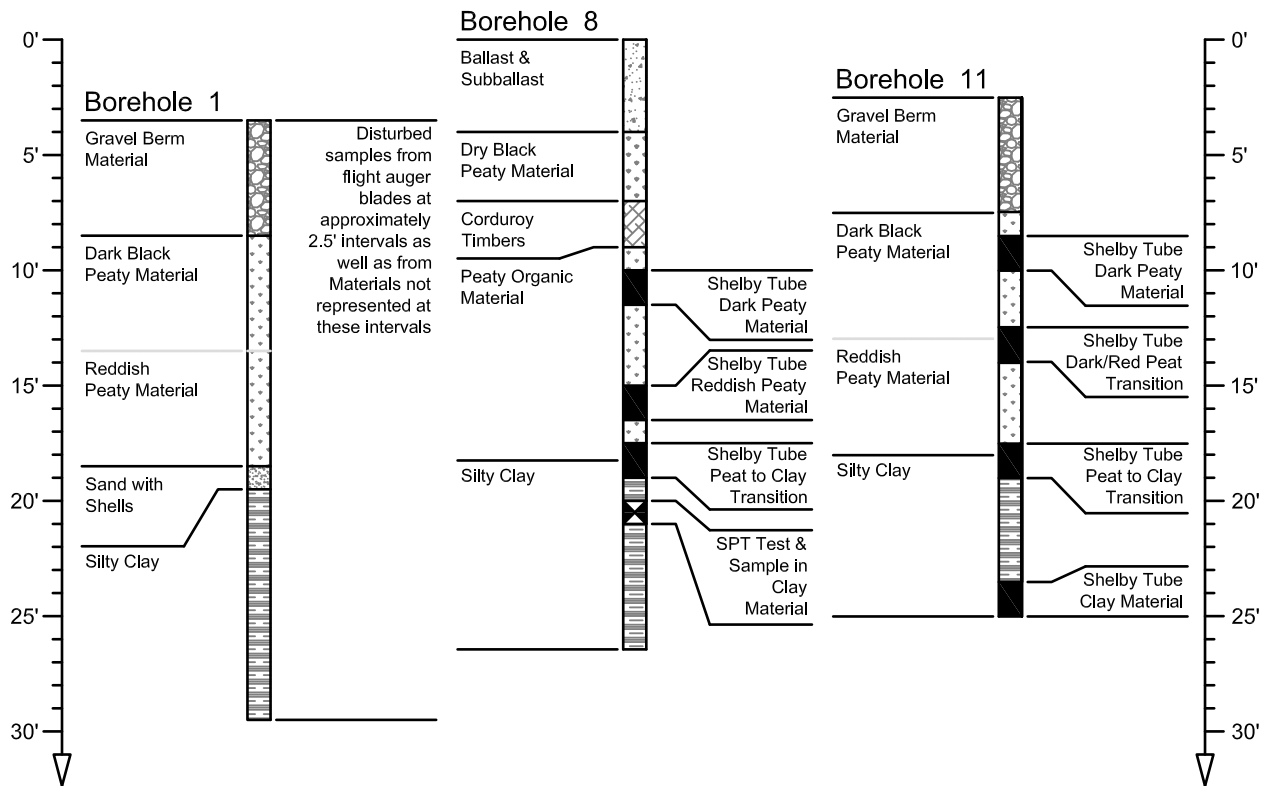 0'
5'
10'
15'
20'
25'
30'
Borehole 1
Gravel Berm
Material
Dark Black
Peaty Material
Reddish
Peaty Material
Sand with
Shells
Silty Clay
Disturbed
samples from
flight auger
blades at
approximately
2.5' intervals as
well as from
Materials not
represented at
these intervals
Borehole 8
Ballast &
Subballast
Dry Black
Peaty Material
Corduroy
Timbers
Peaty Organic
Material
Silty Clay
Shelby Tube
Dark Peaty
Material
Shelby Tube
Reddish Peaty
Material
Shelby Tube
Peat to Clay
Transition
SPT Test &
Sample in
Clay
Material
Borehole 11
Gravel Berm
Material
Dark Black
Peaty Material
Reddish
Peaty Material
Silty Clay
Shelby Tube
Dark Peaty
Material
Shelby Tube
Dark/Red Peat
Transition
Shelby Tube
Peat to Clay
Transition
Shelby Tube
Clay Material
0'
5'
10'
15'
20'
25'
30'